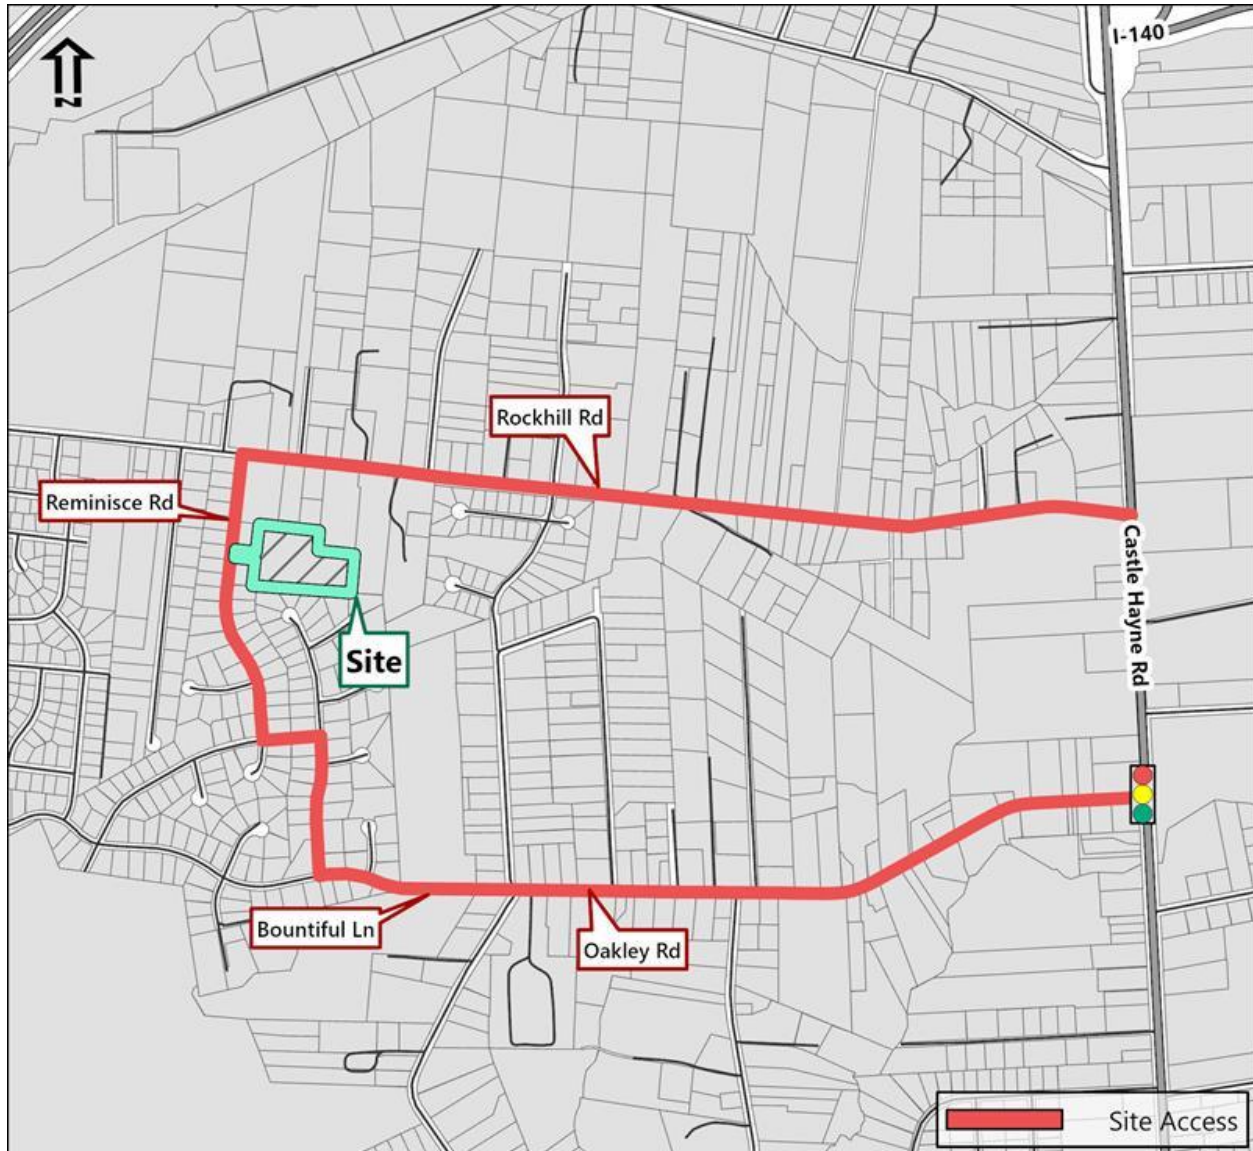 I-140
N
Rockhill Rd
Reminisce Rd
Castle Hayne Rd
Site
Bountiful Ln
Oakley Rd
Site Access